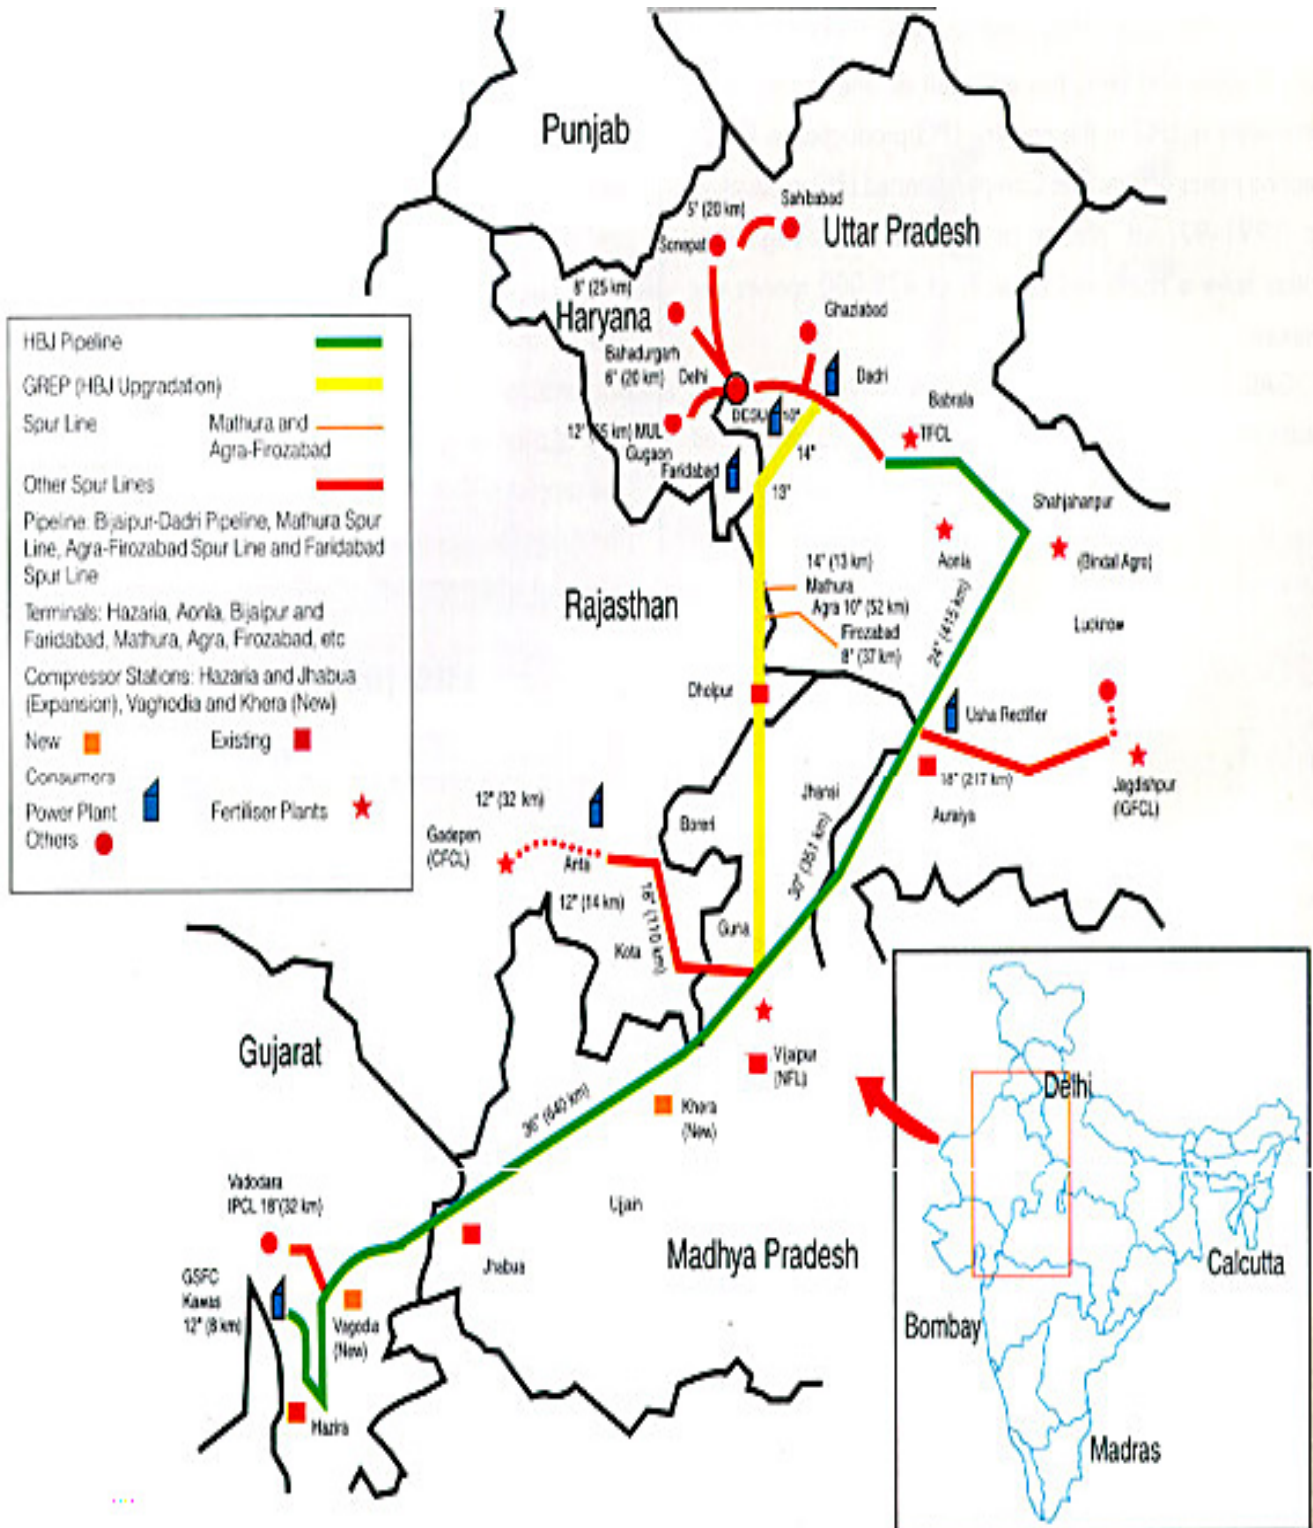 Punjab
5" (20 km)
Sahibabad
Sonepat
Uttar Pradesh
6" (25 km)
Haryana
Ghaziabad
Bahadurgarh
6" (20 km)
Delhi
Dadri
Babrala
10"
TFCL
12" MUL
Gugaon
14"
Faridabad
13"
Shahjahanpur
Aonla
(Bindal Agro)
14" (13 km)
Mathura
Agra 10" (52 km)
Firozabad
8" (37 km)
Rajasthan
24" (415 km)
Lucknow
Dholpur
Usha Rectifier
18" (217 km)
Jagdishpur
(IGFCL)
Auraiya
Jhansi
12" (32 km)
Gadepan
(CFCL)
Anta
12" (14 km)
16" (110 km)
30" (351 km)
Guna
Kota
Gujarat
Vijaipur
(NFL)
Khera
(New)
36" (640 km)
Vadodara
IPCL 18"(32 km)
Ujjain
Jhabua
Madhya Pradesh
GSFC
Kawas
12" (8 km)
Vagodia
(New)
Hazira
HBJ Pipeline
GREP (HBJ Upgradation)
Spur Line Mathura and
Agra-Firozabad
Other Spur Lines
Pipeline: Bijaipur-Dadri Pipeline, Mathura Spur
Line, Agra-Firozabad Spur Line and Faridabad
Spur Line
Terminals: Hazaria, Aonla, Bijaipur and
Faridabad, Mathura, Agra, Firozabad, etc
Compressor Stations: Hazaria and Jhabua
(Expansion), Vaghodia and Khera (New)
New Existing
Consumers
Power Plant Fertiliser Plants
Others
Delhi
Calcutta
Bombay
Madras